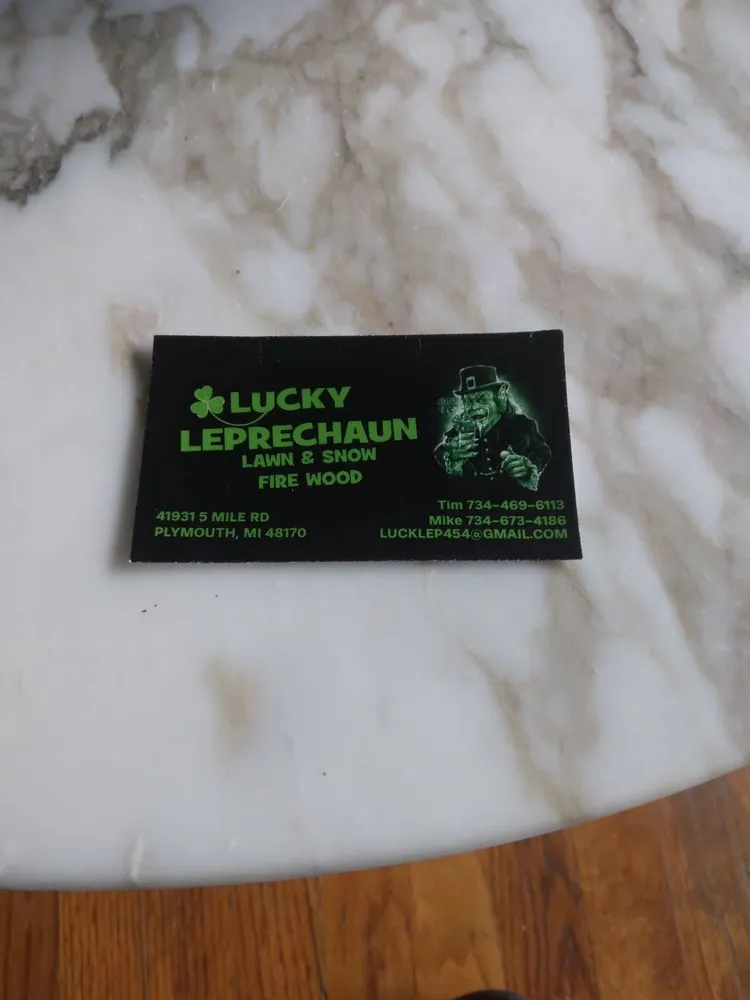 LUCKY
LEPRECHAUN
LAWN & SNOW
FIRE WOOD
41931 5 MILE RD
PLYMOUTH, MI 48170
Tim 734-469-6113
Mike 734-673-4186
LUCKLEP454@GMAIL.COM